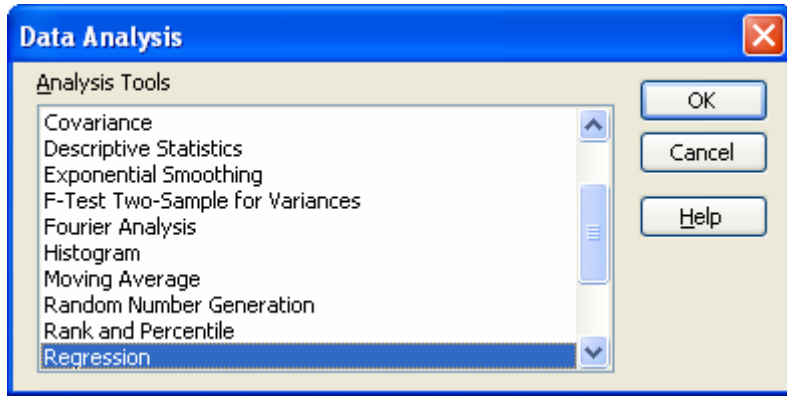 Data Analysis
Analysis Tools
Covariance
Descriptive Statistics
Exponential Smoothing
F-Test Two-Sample for Variances
Fourier Analysis
Histogram
Moving Average
Random Number Generation
Rank and Percentile
Regression
OK
Cancel
Help